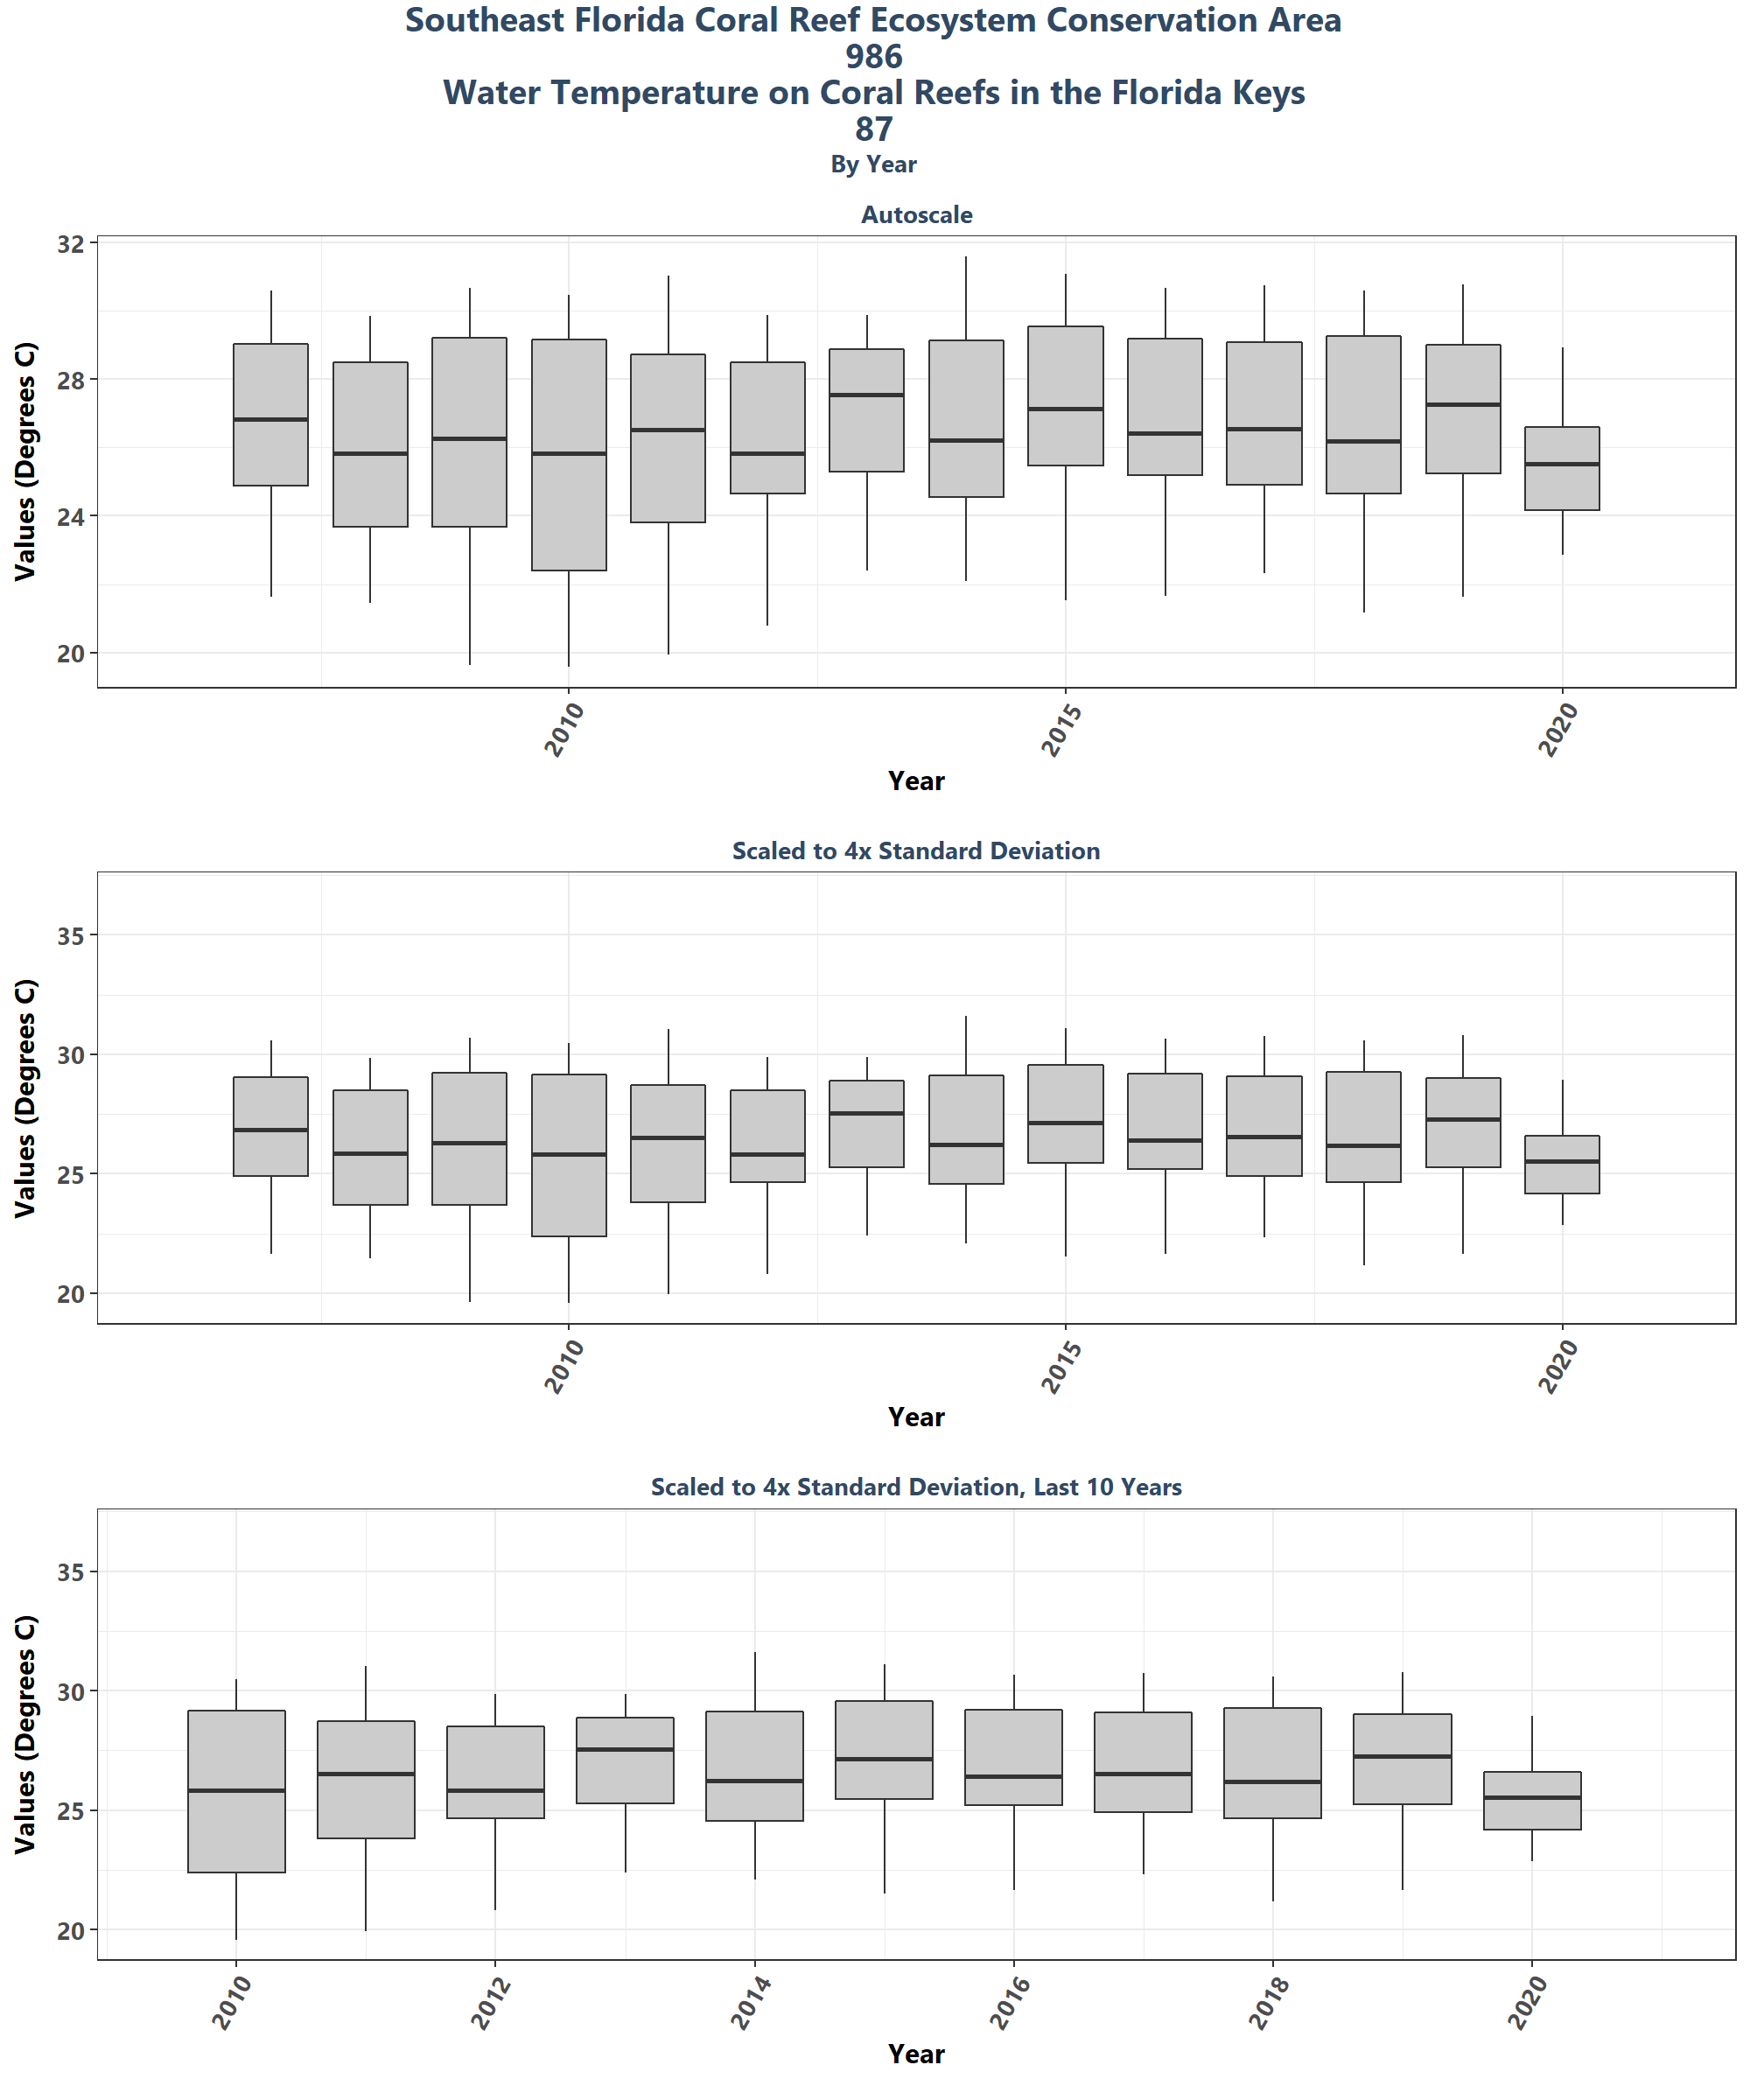 Southeast Florida Coral Reef Ecosystem Conservation Area
986
Water Temperature on Coral Reefs in the Florida Keys
87
By Year
Autoscale
Values (Degrees C)
32
28
24
20
2010
2015
2020
Year
Scaled to 4x Standard Deviation
Values (Degrees C)
35
30
25
20
2010
2015
2020
Year
Scaled to 4x Standard Deviation, Last 10 Years
Values (Degrees C)
35
30
25
20
2010
2012
2014
2016
2018
2020
Year